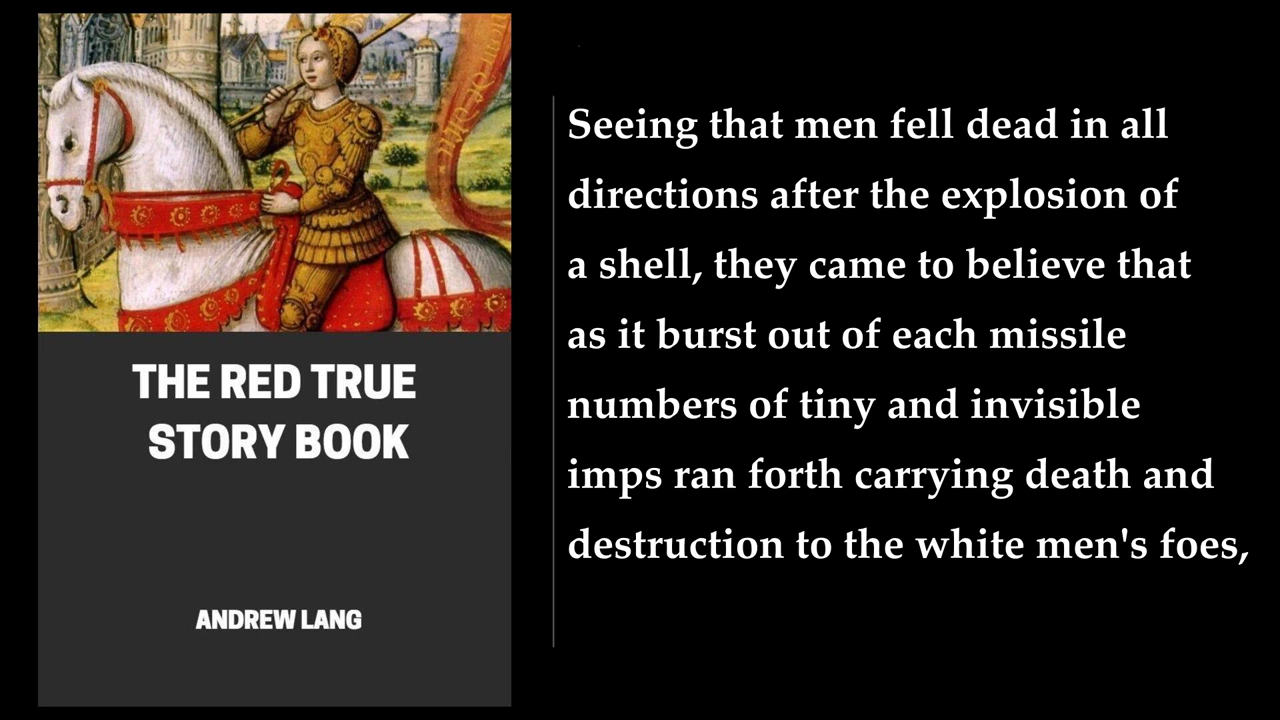 THE RED TRUE
STORY BOOK
ANDREW LANG
Seeing that men fell dead in all
directions after the explosion of
a shell, they came to believe that
as it burst out of each missile
numbers of tiny and invisible
imps ran forth carrying death and
destruction to the white men's foes,